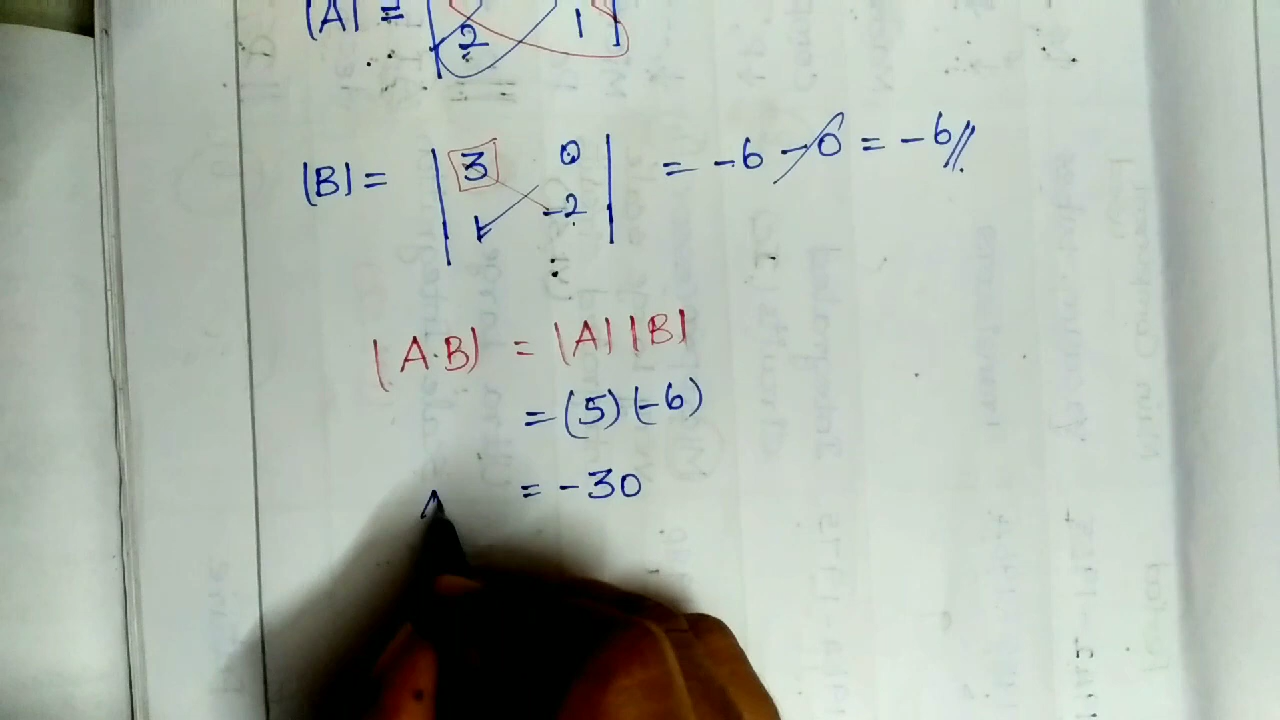 |A| =
2 1
|B| = | 3 0 | = -6 - 0 = -6//
1 -2
|A·B| = |A| |B|
= (5) (-6)
= -30